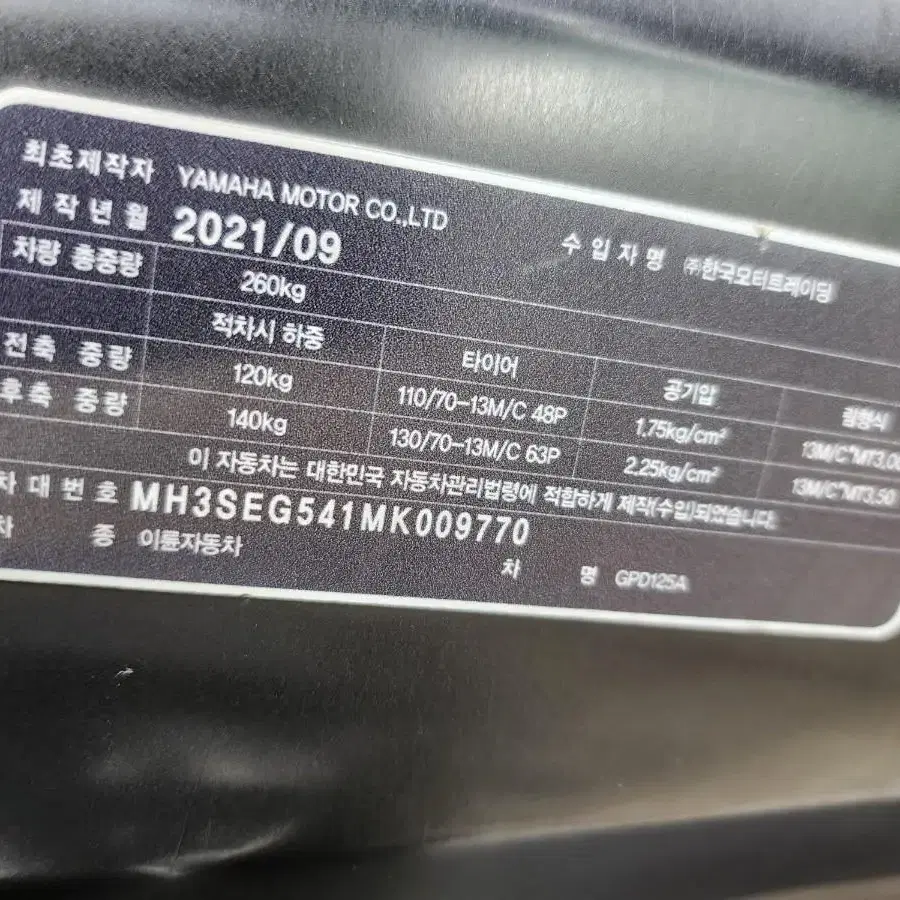 최초제작자 YAMAHA MOTOR CO.,LTD
제작년월 2021/09 수입자명 ㈜한국모터트레이딩
차량 총중량 260kg
적차시 하중 타이어 공기압 림형식
전축 중량 120kg 110/70-13M/C 48P 1.75kg/cm² 13M/C*MT3.00
후축 중량 140kg 130/70-13M/C 63P 2.25kg/cm² 13M/C*MT3.50
이 자동차는 대한민국 자동차관리법령에 적합하게 제작(수입)되었습니다.
차대번호 MH3SEG541MK009770
차종 이륜자동차 차명 GPD125A